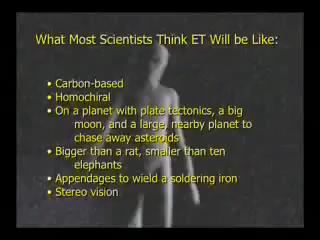 What Most Scientists Think ET Will be Like:
• Carbon-based
• Homochiral
• On a planet with plate tectonics, a big
moon, and a large, nearby planet to
chase away asteroids
• Bigger than a rat, smaller than ten
elephants
• Appendages to wield a soldering iron
• Stereo vision